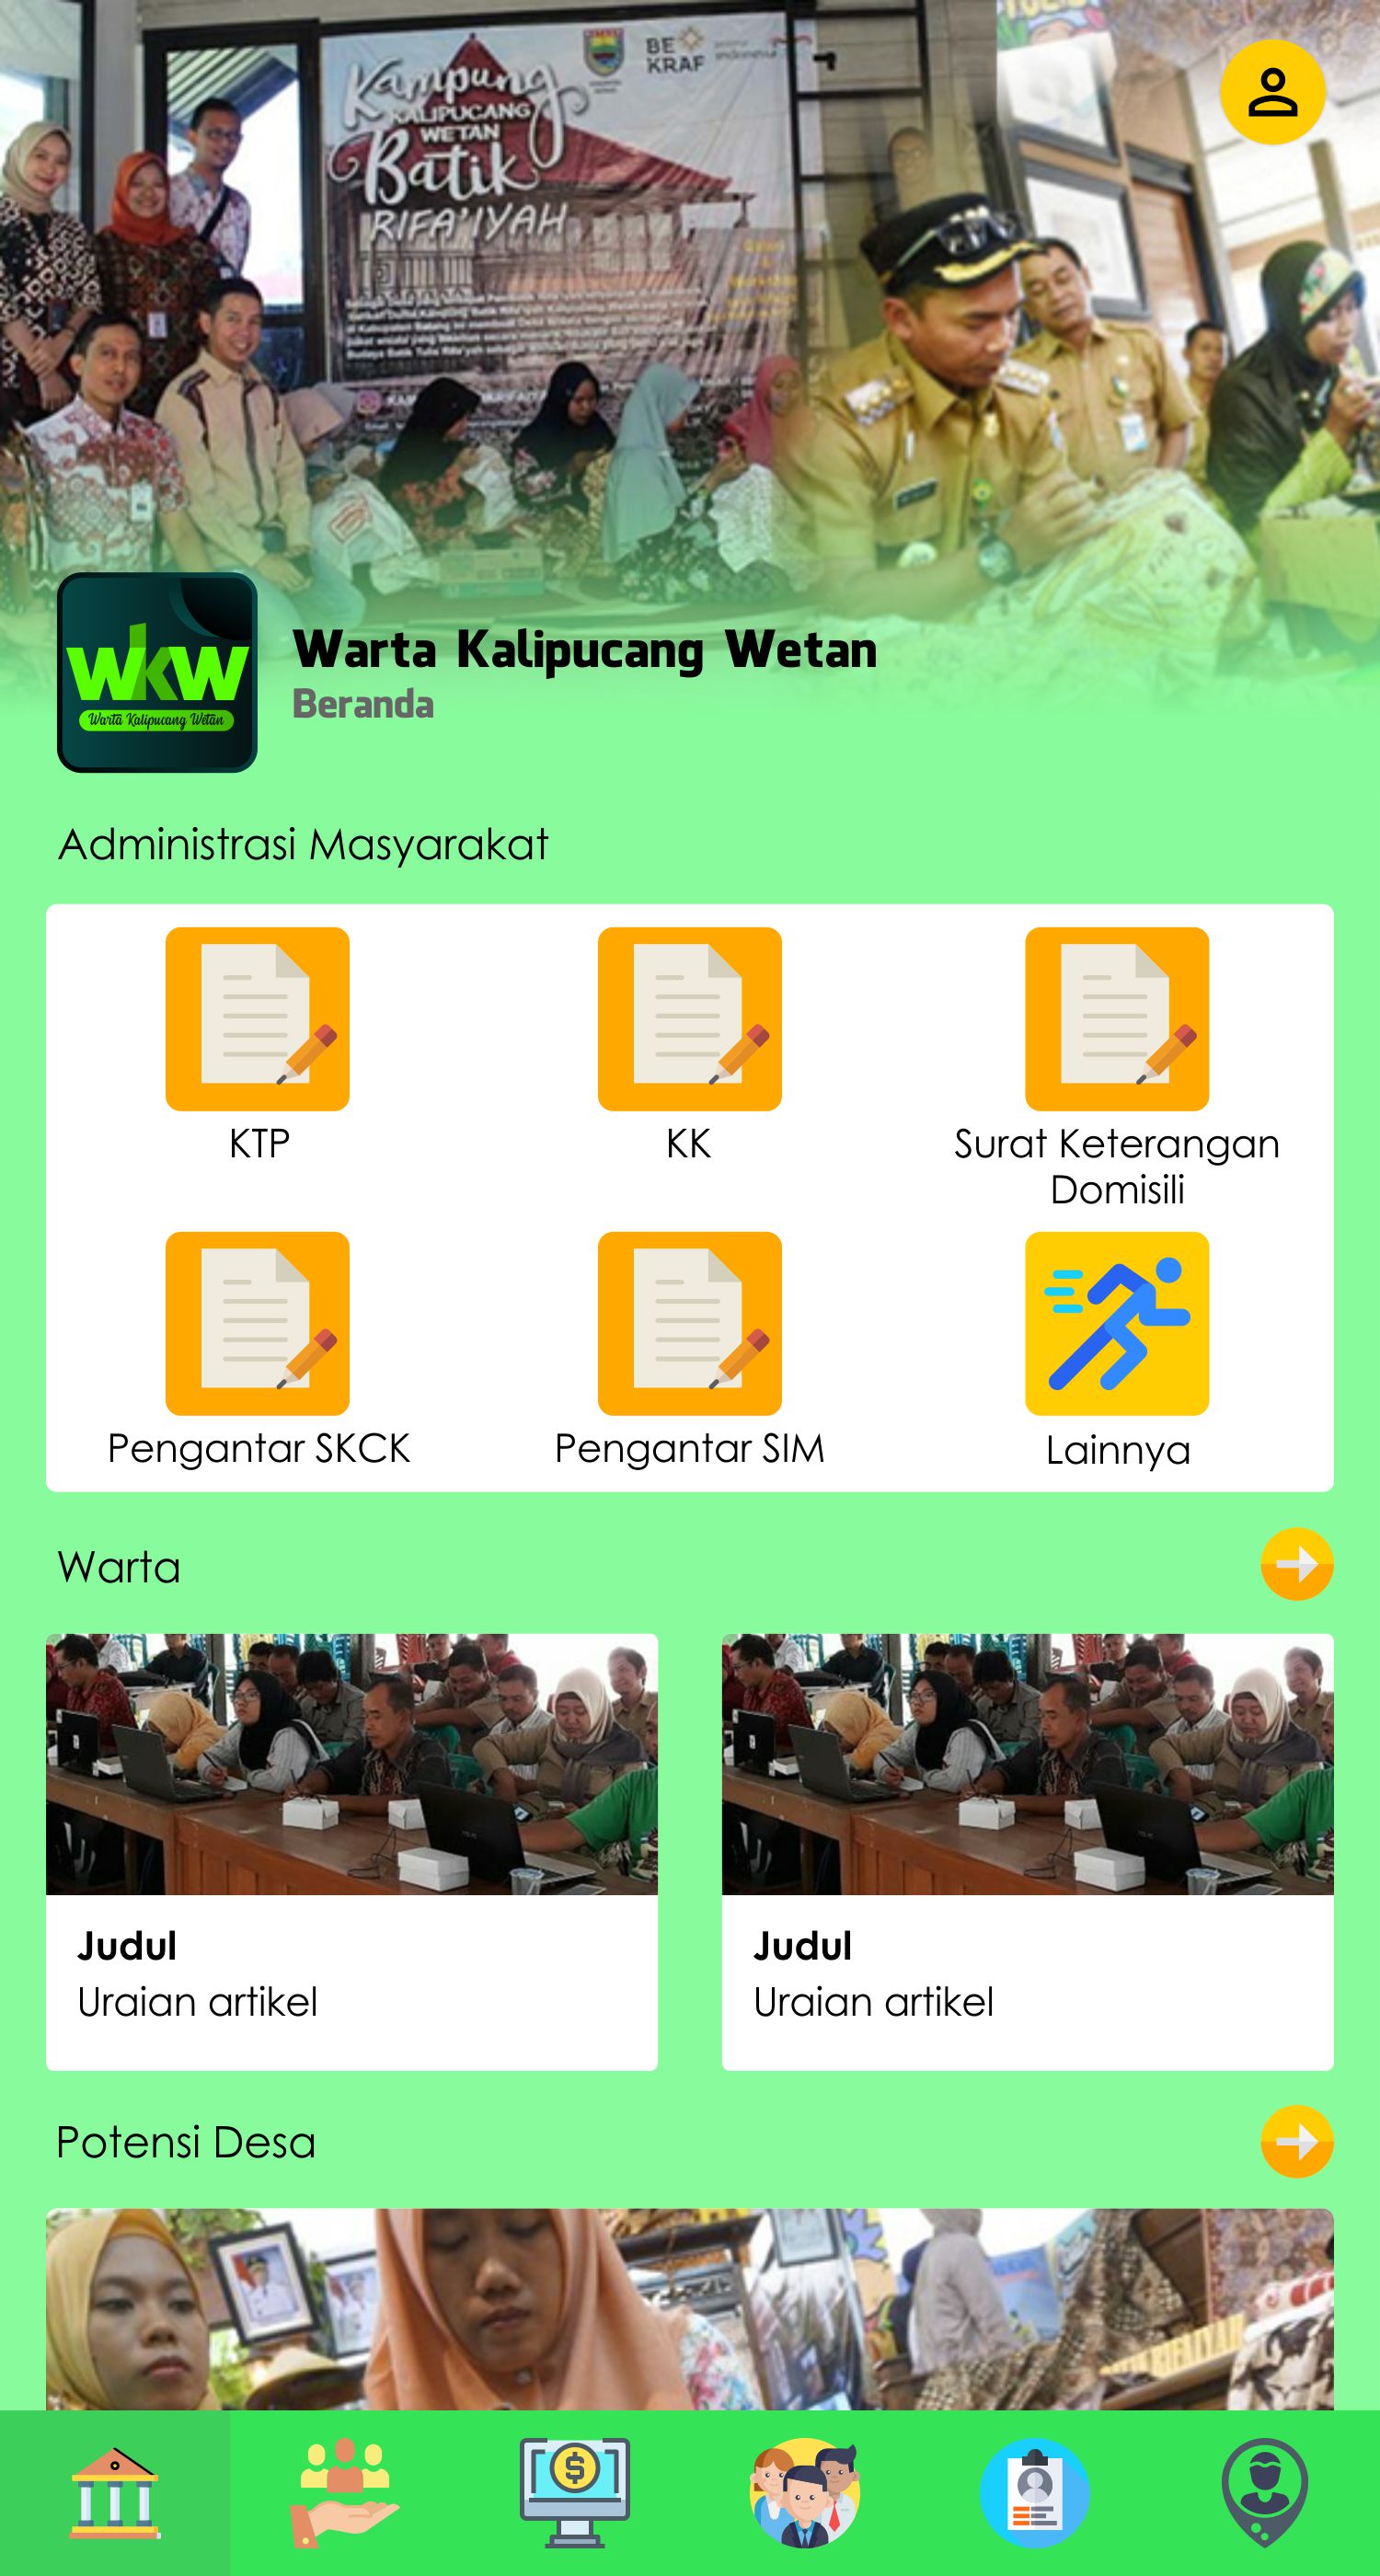 Kampung
KALIPUCANG
WETAN
Batik
RIFA'IYAH
BE
KRAF
Warta Kalipucang Wetan
Beranda
WKW
Warta Kalipucang Wetan
Administrasi Masyarakat
KTP
KK
Surat Keterangan
Domisili
Pengantar SKCK
Pengantar SIM
Lainnya
Warta
Judul
Uraian artikel
Judul
Uraian artikel
Potensi Desa